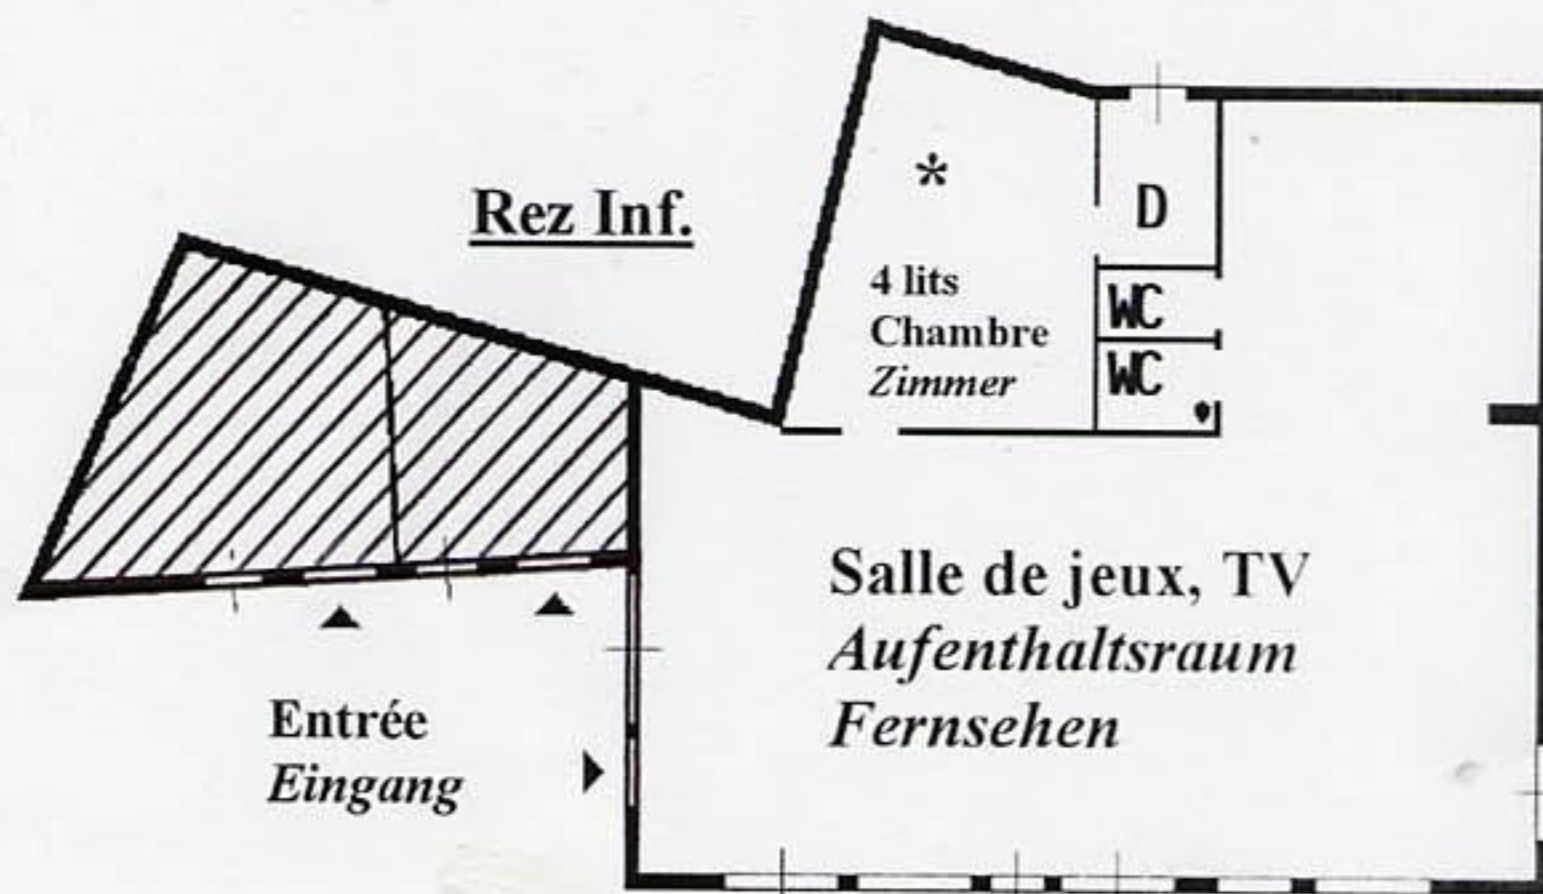 Rez Inf.
*
D
4 lits
Chambre
Zimmer
WC
WC
Salle de jeux, TV
Aufenthaltsraum
Fernsehen
Entrée
Eingang